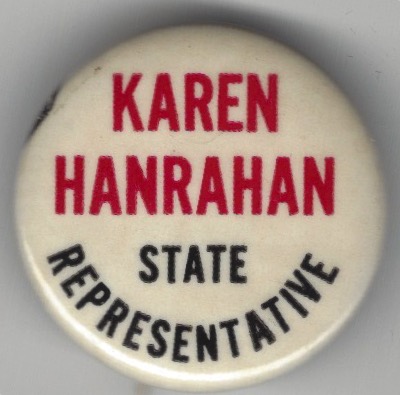 KAREN
HANRAHAN
STATE
REPRESENTATIVE